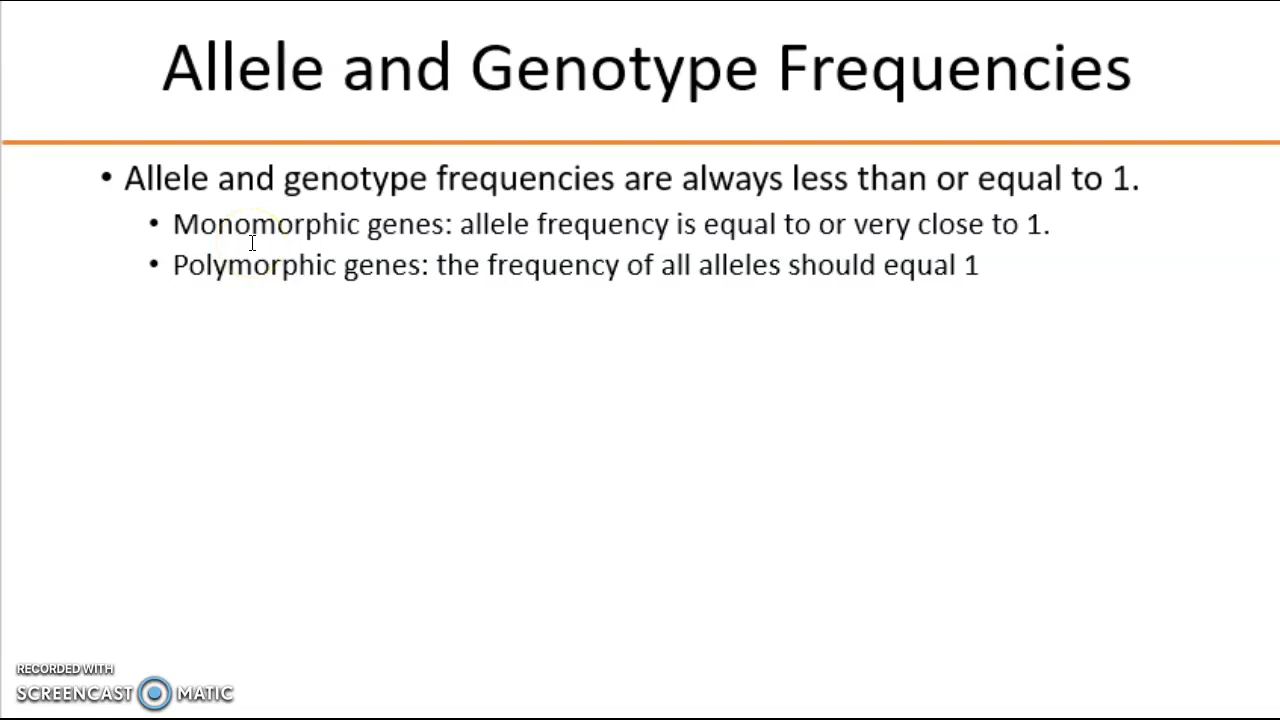 Allele and Genotype Frequencies
• Allele and genotype frequencies are always less than or equal to 1.
• Monomorphic genes: allele frequency is equal to or very close to 1.
• Polymorphic genes: the frequency of all alleles should equal 1
RECORDED WITH
SCREENCAST MATIC